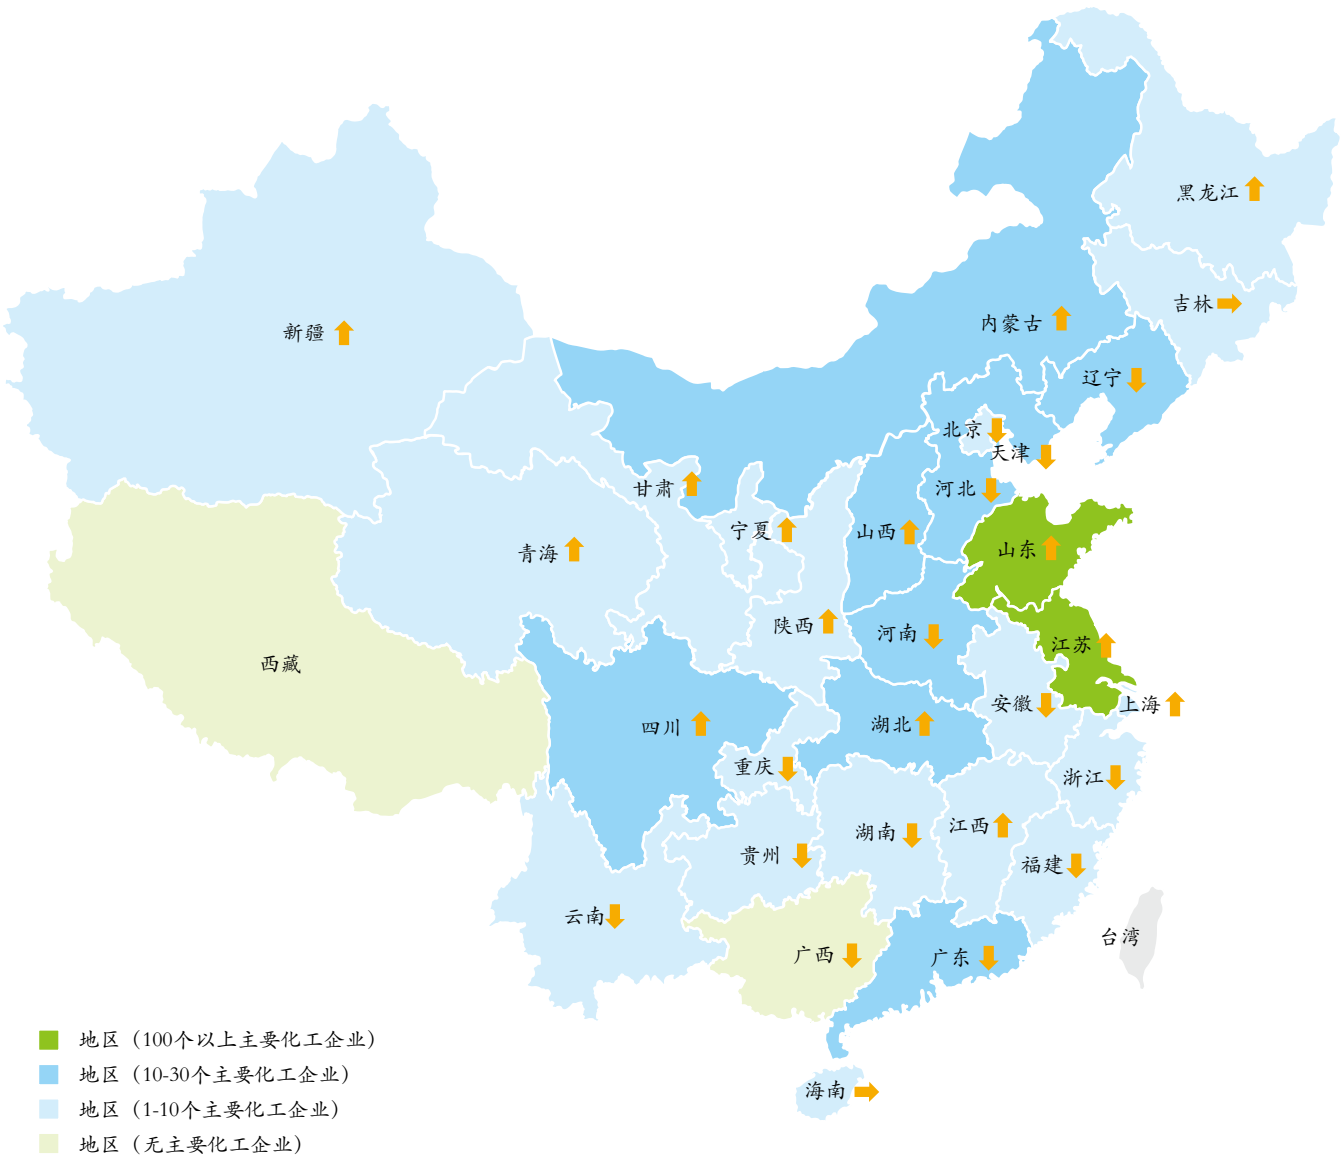 黑龙江
吉林
内蒙古
新疆
辽宁
北京
天津
甘肃
河北
宁夏
山西
山东
青海
陕西
河南
江苏
西藏
安徽
上海
四川
湖北
重庆
浙江
湖南
江西
贵州
福建
云南
台湾
广西
广东
海南
地区（100个以上主要化工企业）
地区（10-30个主要化工企业）
地区（1-10个主要化工企业）
地区（无主要化工企业）